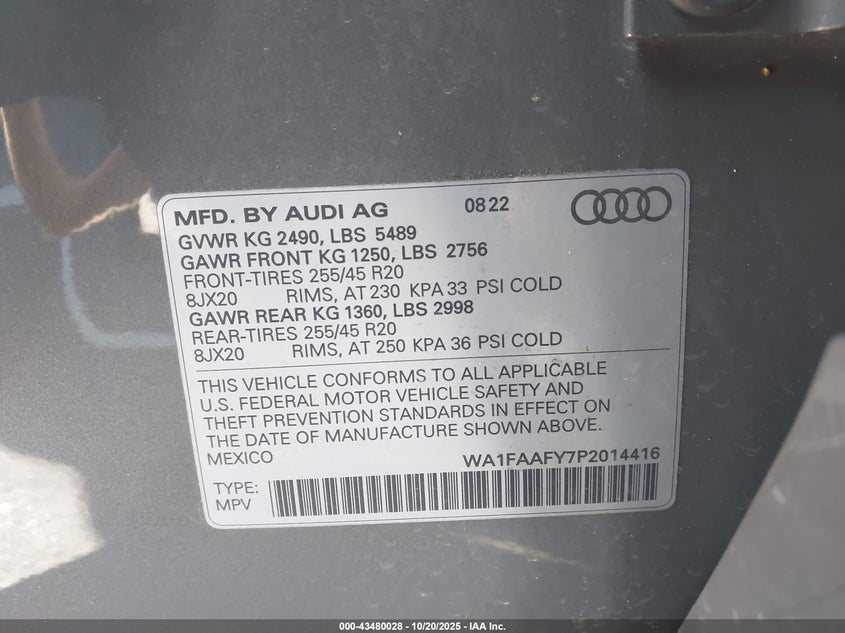 MFD. BY AUDI AG 0822
GVWR KG 2490, LBS 5489
GAWR FRONT KG 1250, LBS 2756
FRONT-TIRES 255/45 R20
8JX20 RIMS, AT 230 KPA 33 PSI COLD
GAWR REAR KG 1360, LBS 2998
REAR-TIRES 255/45 R20
8JX20 RIMS, AT 250 KPA 36 PSI COLD
THIS VEHICLE CONFORMS TO ALL APPLICABLE
U.S. FEDERAL MOTOR VEHICLE SAFETY AND
THEFT PREVENTION STANDARDS IN EFFECT ON
THE DATE OF MANUFACTURE SHOWN ABOVE.
MEXICO WA1FAAFY7P2014416
TYPE:
MPV
000-43480028 - 10/20/2025 - IAA Inc.